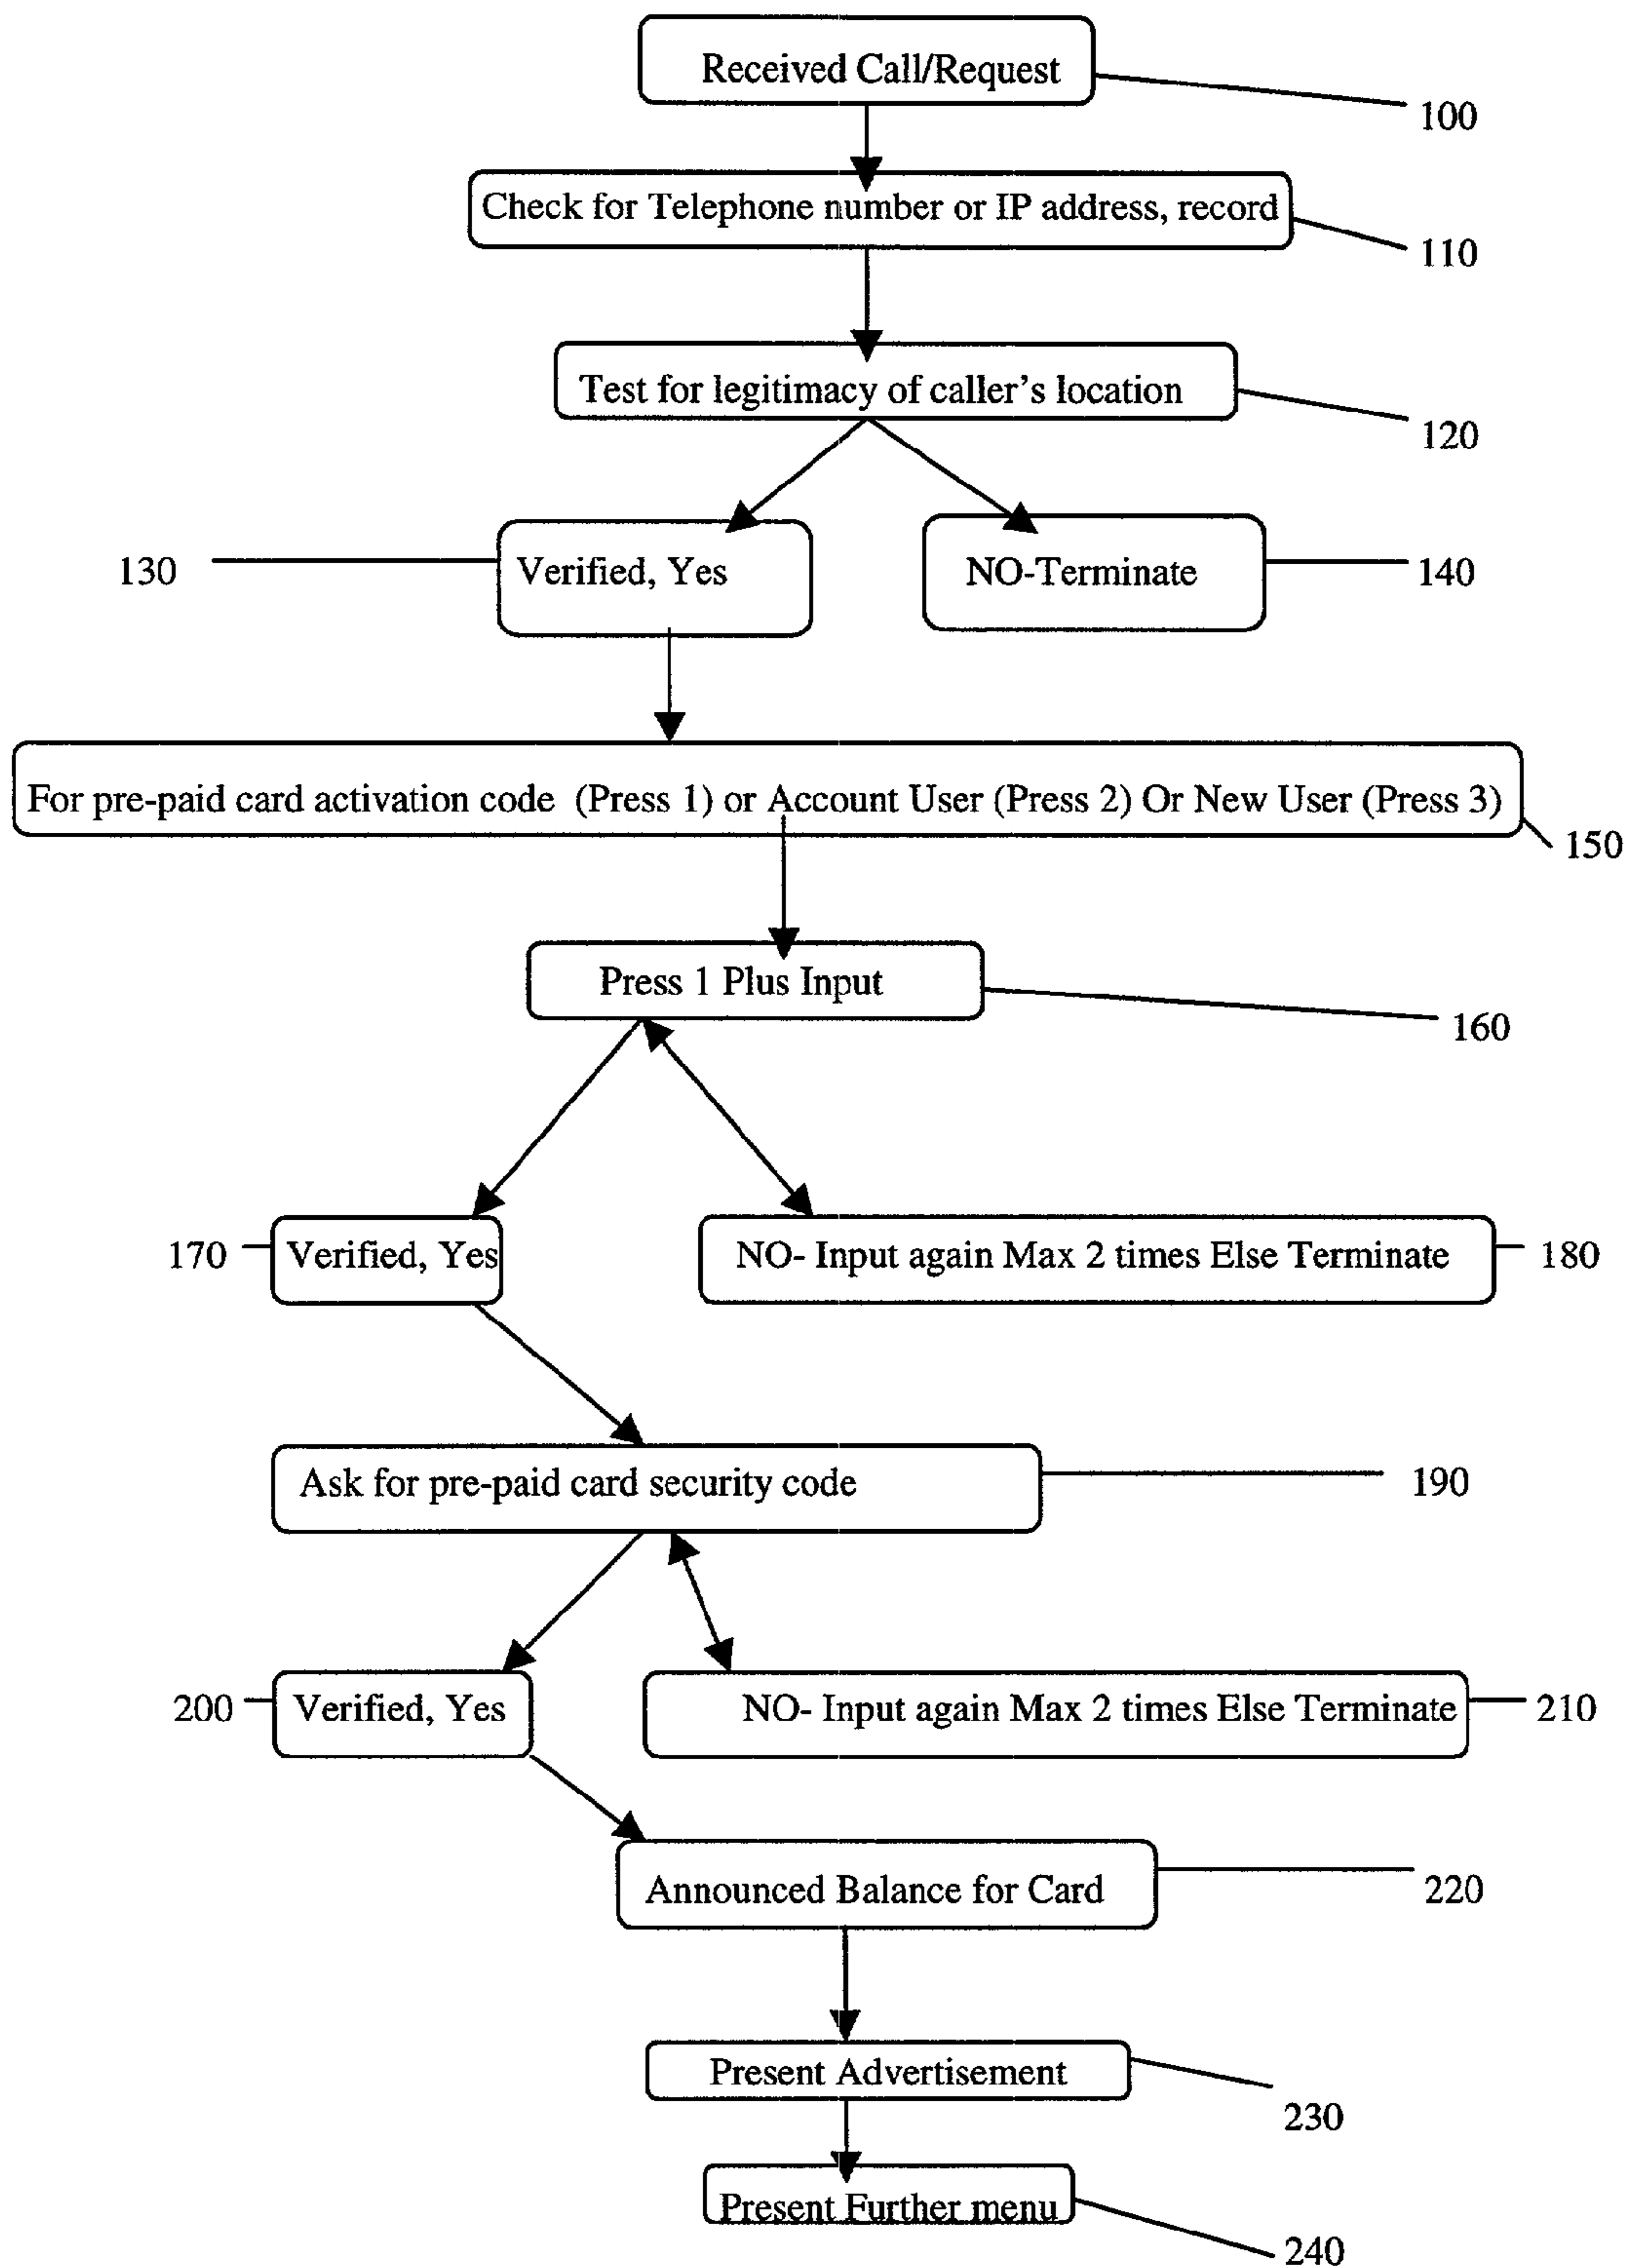 Received Call/Request
100
Check for Telephone number or IP address, record
110
Test for legitimacy of caller's location
120
130
Verified, Yes
NO-Terminate
140
For pre-paid card activation code (Press 1) or Account User (Press 2) Or New User (Press 3)
150
Press 1 Plus Input
160
170
Verified, Yes
NO- Input again Max 2 times Else Terminate
180
Ask for pre-paid card security code
190
200
Verified, Yes
NO- Input again Max 2 times Else Terminate
210
Announced Balance for Card
220
Present Advertisement
230
Present Further menu
240